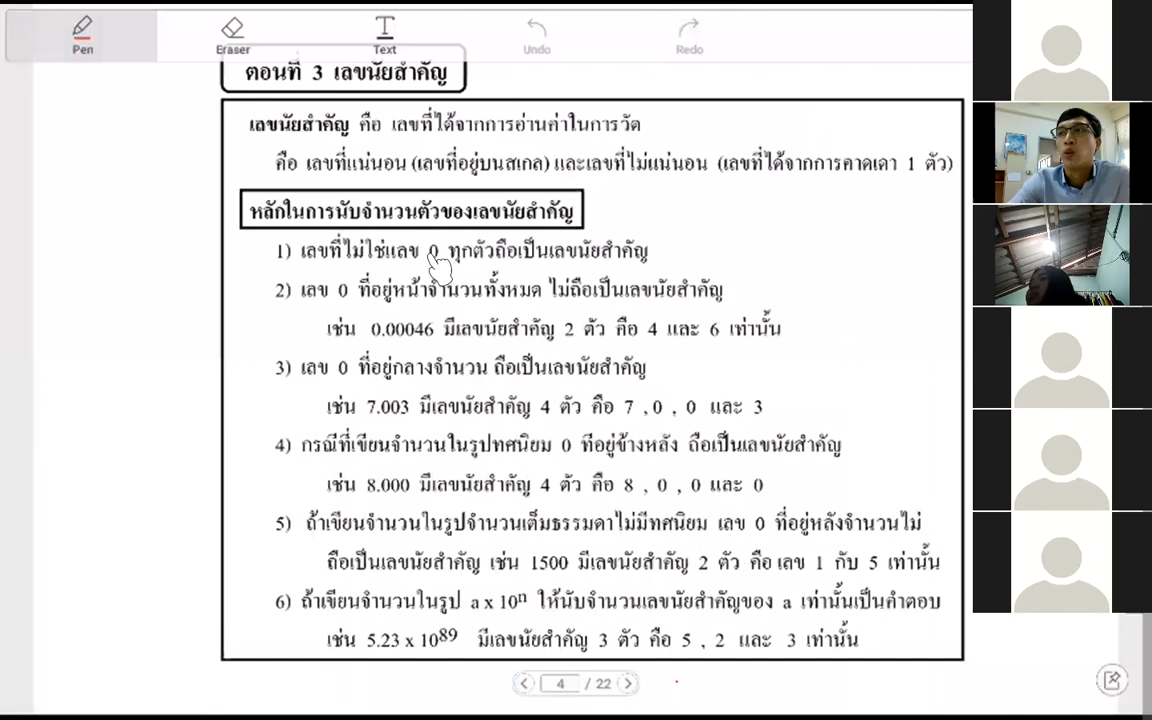 Pen Eraser Text Undo Redo
ตอนที่ 3 เลขนัยสำคัญ
เลขนัยสำคัญ คือ เลขที่ได้จากการอ่านค่าในการวัด
คือ เลขที่แน่นอน (เลขที่อยู่บนสเกล) และเลขที่ไม่แน่นอน (เลขที่ได้จากการคาดเดา 1 ตัว)
หลักในการนับจำนวนตัวของเลขนัยสำคัญ
1) เลขที่ไม่ใช่แลข 0 ทุกตัวถือเป็นเลขนัยสำคัญ
2) เลข 0 ที่อยู่หน้าจำนวนทั้งหมด ไม่ถือเป็นเลขนัยสำคัญ
เช่น 0.00046 มีเลขนัยสำคัญ 2 ตัว คือ 4 และ 6 เท่านั้น
3) เลข 0 ที่อยู่กลางจำนวน ถือเป็นเลขนัยสำคัญ
เช่น 7.003 มีเลขนัยสำคัญ 4 ตัว คือ 7 , 0 , 0 และ 3
4) กรณีที่เขียนจำนวนในรูปทศนิยม 0 ทีอยู่ข้างหลัง ถือเป็นเลขนัยสำคัญ
เช่น 8.000 มีเลขนัยสำคัญ 4 ตัว คือ 8 , 0 , 0 และ 0
5) ถ้าเขียนจำนวนในรูปจำนวนเต็มธรรมดาไม่มีทศนิยม เลข 0 ที่อยู่หลังจำนวนไม่
ถือเป็นเลขนัยสำคัญ เช่น 1500 มีเลขนัยสำคัญ 2 ตัว คือ เลข 1 กับ 5 เท่านั้น
6) ถ้าเขียนจำนวนในรูป a x 10ⁿ ให้นับจำนวนเลขนัยสำคัญของ a เท่านั้นเป็นคำตอบ
เช่น 5.23 x 10⁸⁹ มีเลขนัยสำคัญ 3 ตัว คือ 5 , 2 และ 3 เท่านั้น
4 / 22